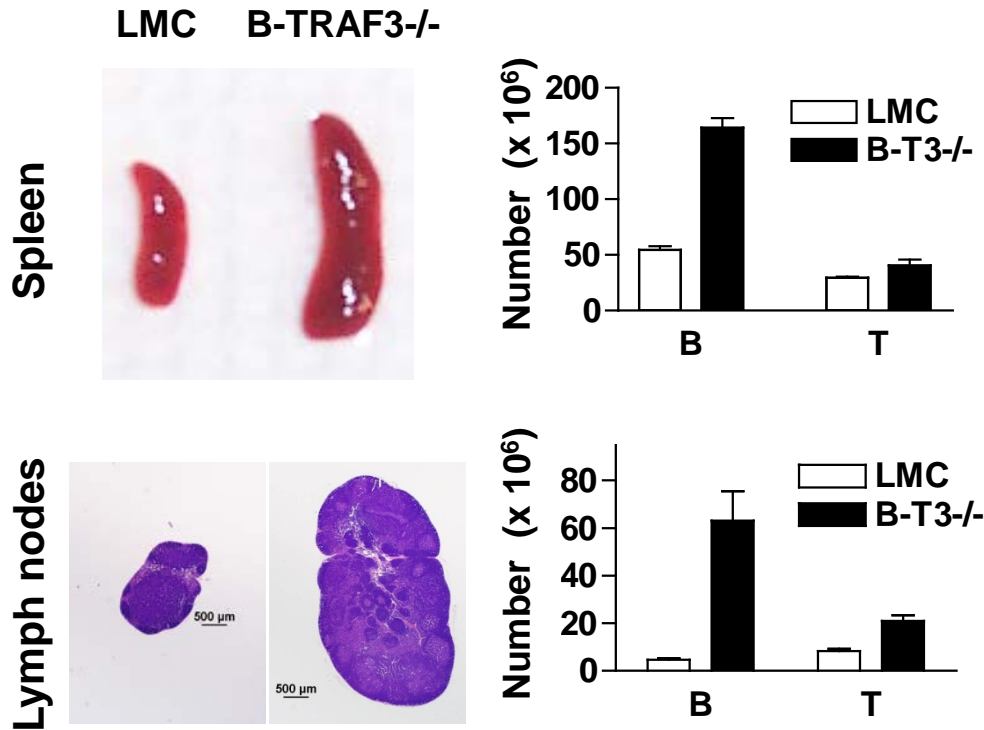 LMC B-TRAF3-/-
Spleen
Number (x 10⁶)
200
150
100
50
0
LMC
B-T3-/-
B T
Lymph nodes
500 µm
500 µm
Number (x 10⁶)
80
60
40
20
0
LMC
B-T3-/-
B T